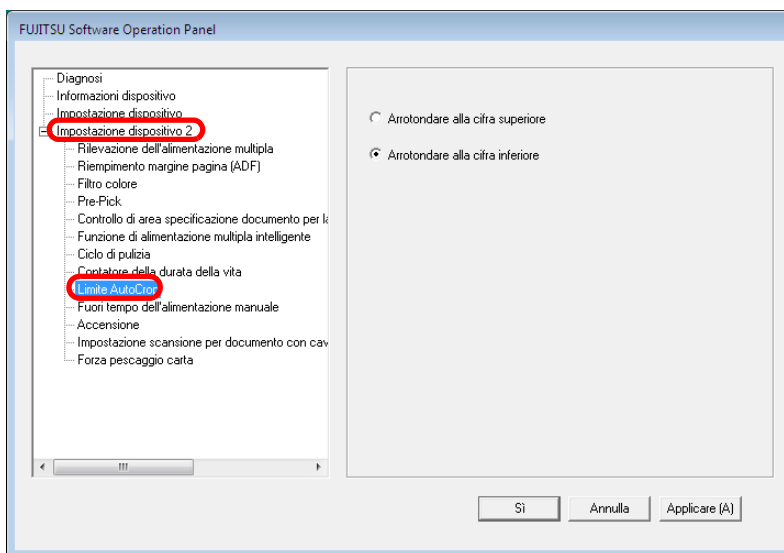 FUJITSU Software Operation Panel
Diagnosi
Informazioni dispositivo
Impostazione dispositivo
Impostazione dispositivo 2
Rilevazione dell'alimentazione multipla
Riempimento margine pagina (ADF)
Filtro colore
Pre-Pick
Controllo di area specificazione documento per la
Funzione di alimentazione multipla intelligente
Ciclo di pulizia
Contatore della durata della vita
Limite AutoCrop
Fuori tempo dell'alimentazione manuale
Accensione
Impostazione scansione per documento con cav
Forza pescaggio carta
Arrotondare alla cifra superiore
Arrotondare alla cifra inferiore
Sì
Annulla
Applicare (A)